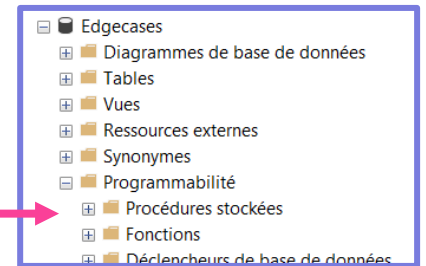 Edgecases
Diagrammes de base de données
Tables
Vues
Ressources externes
Synonymes
Programmabilité
Procédures stockées
Fonctions
Déclencheurs de base de données